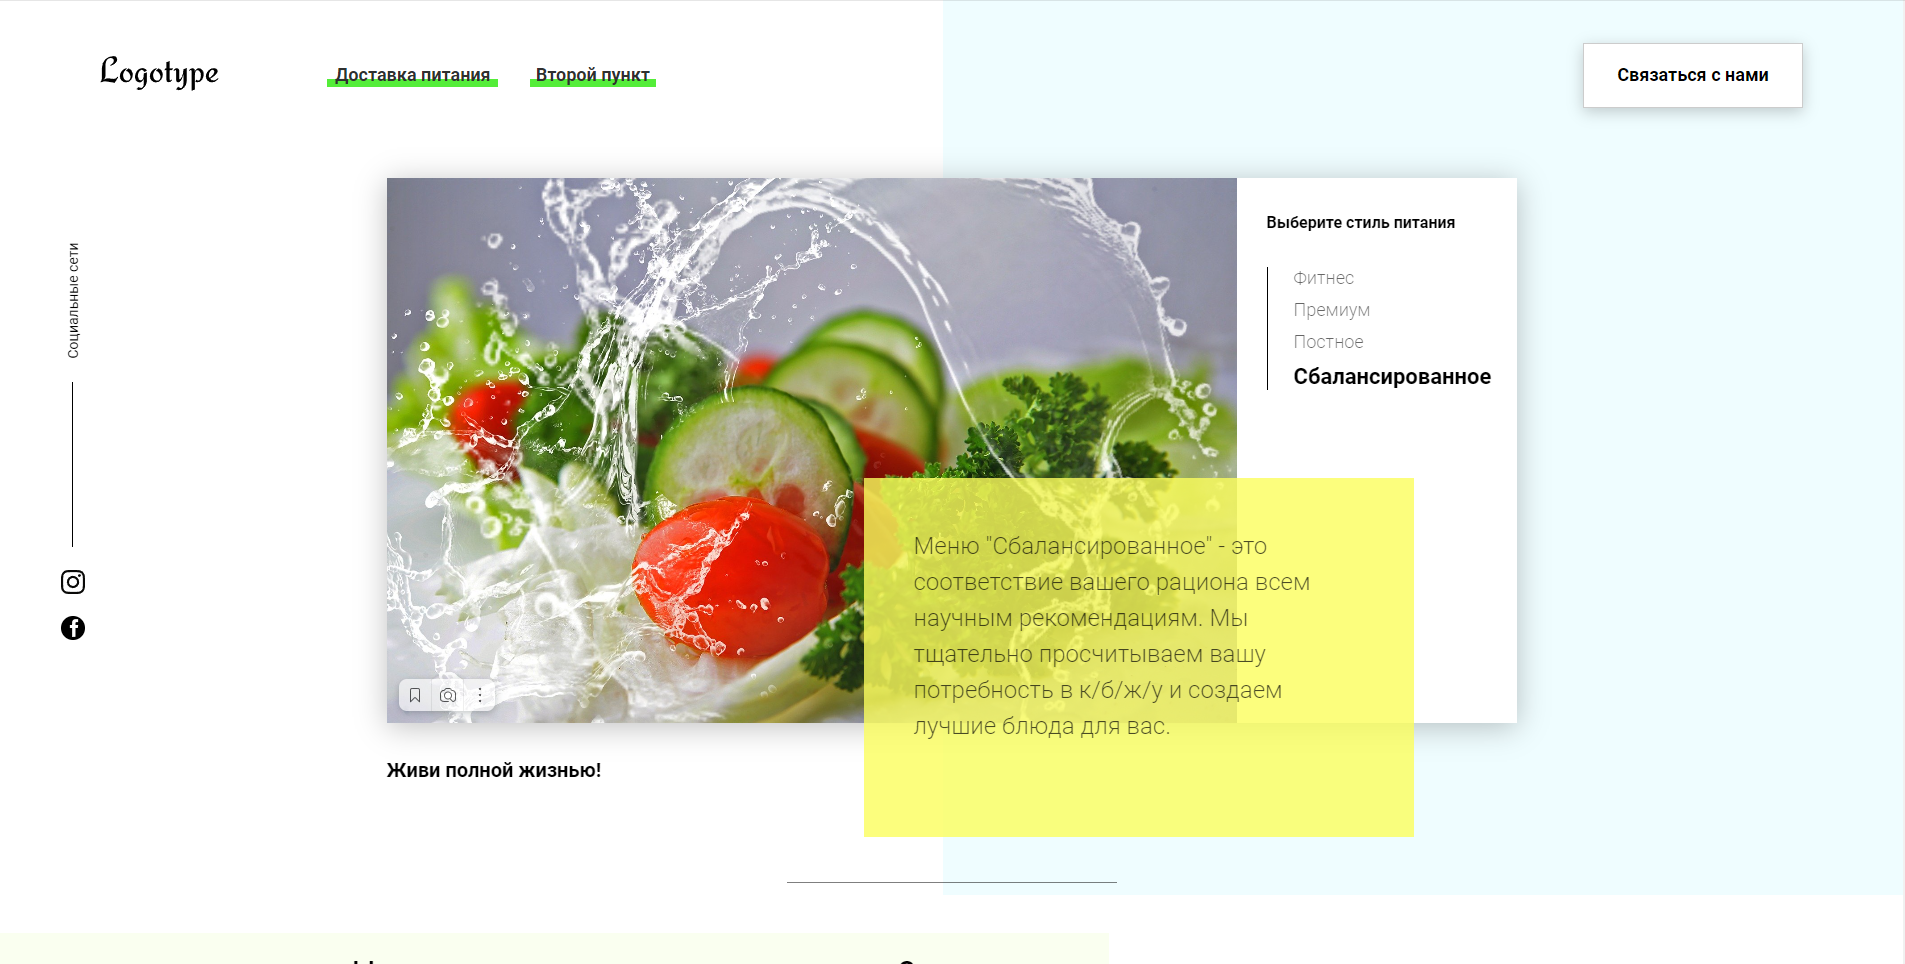 Logotype
Доставка питания
Второй пункт
Связаться с нами
Социальные сети
Выберите стиль питания
Фитнес
Премиум
Постное
Сбалансированное
Меню "Сбалансированное" - это
соответствие вашего рациона всем
научным рекомендациям. Мы
тщательно просчитываем вашу
потребность в к/б/ж/у и создаем
лучшие блюда для вас.
Живи полной жизнью!